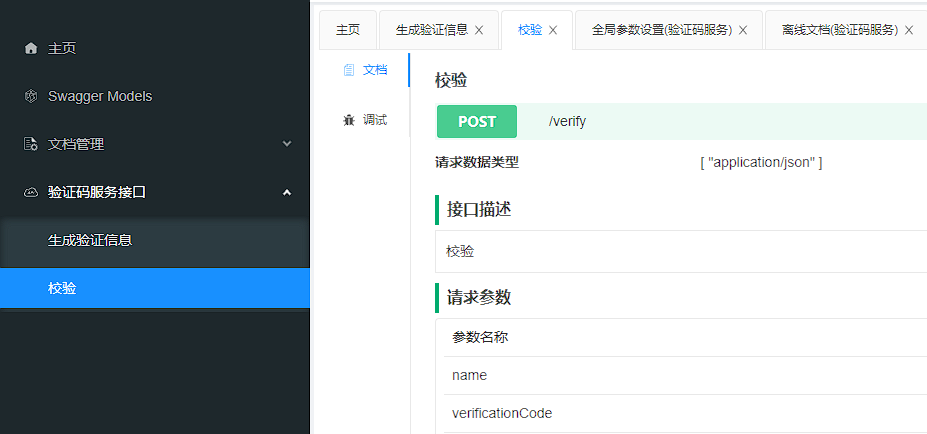 主页
Swagger Models
文档管理
验证码服务接口
生成验证信息
校验
主页 生成验证信息 校验 全局参数设置(验证码服务) 离线文档(验证码服务)
文档
调试
校验
POST /verify
请求数据类型 [ "application/json" ]
接口描述
校验
请求参数
参数名称
name
verificationCode